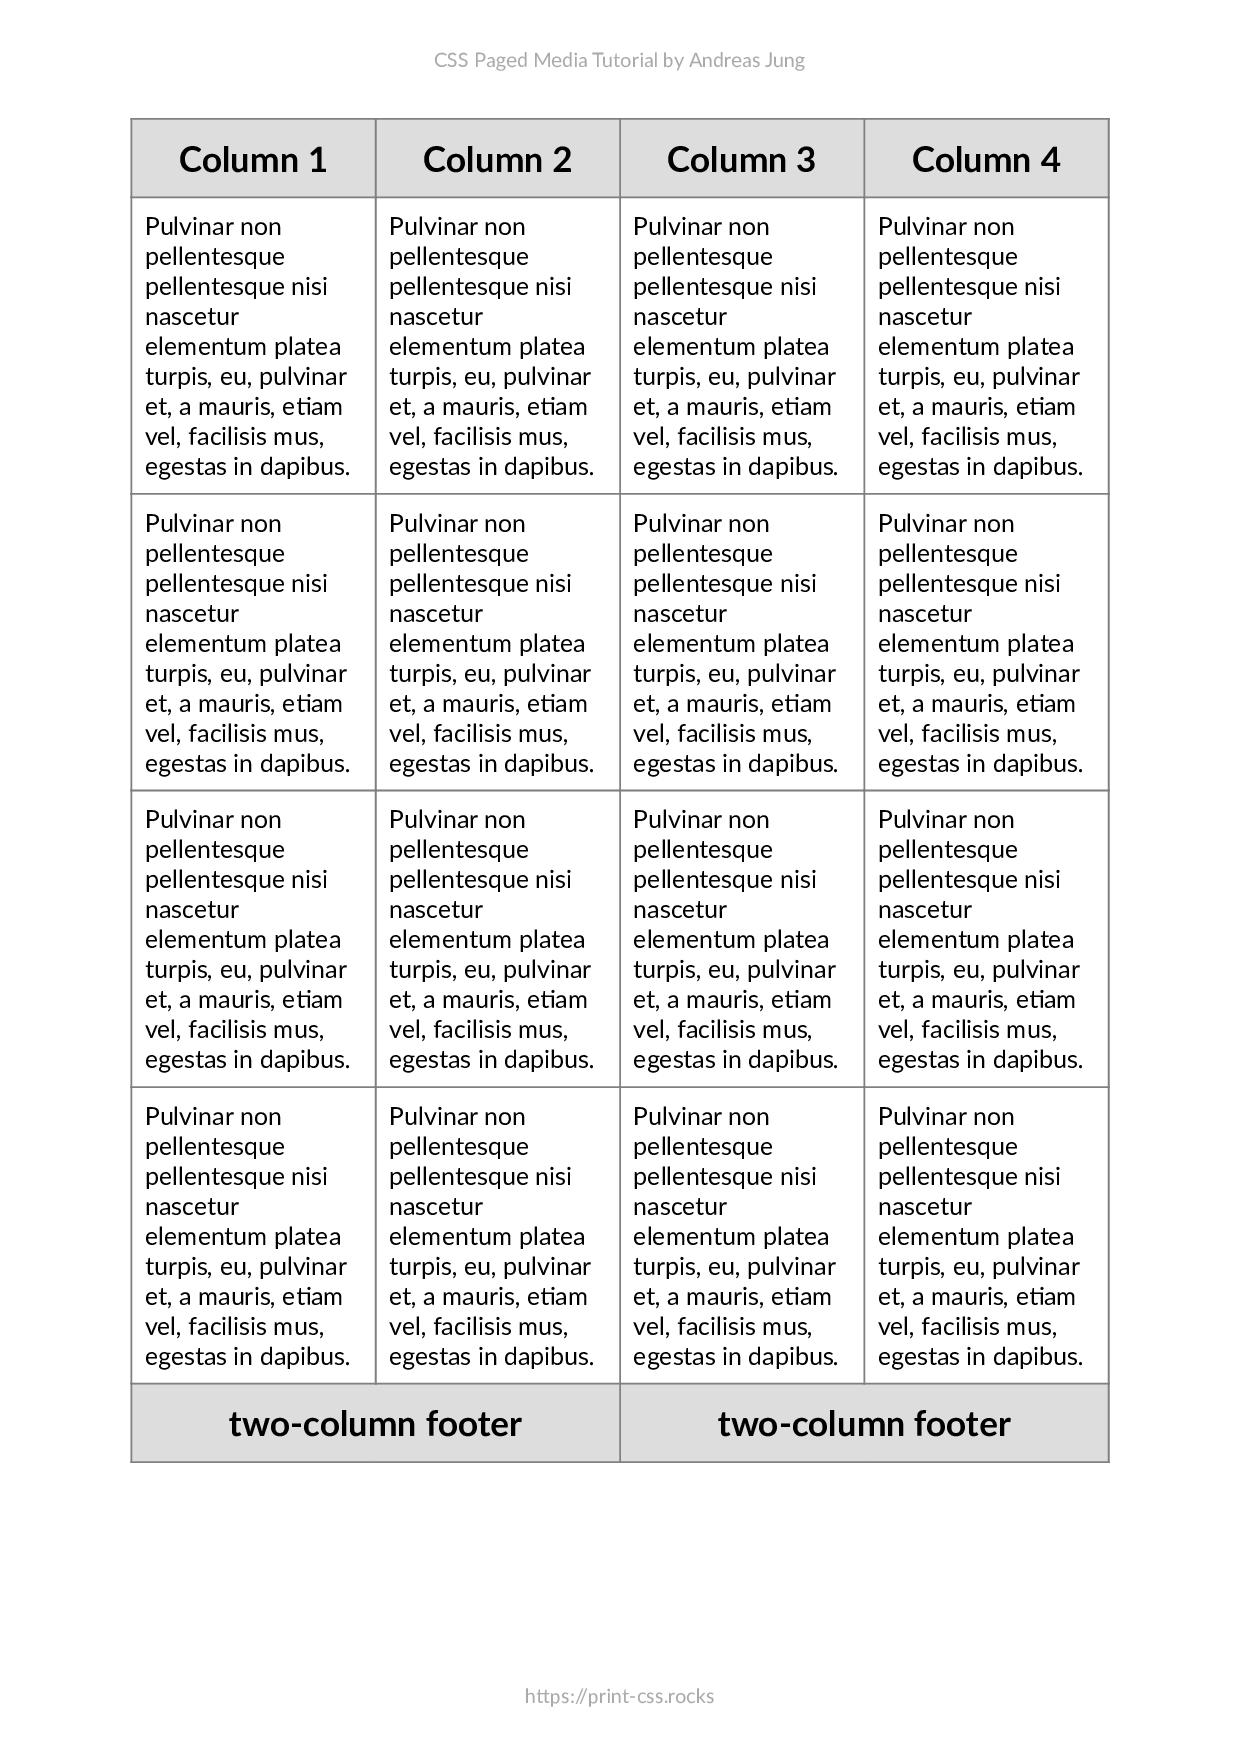 CSS Paged Media Tutorial by Andreas Jung
Column 1 Column 2 Column 3 Column 4
Pulvinar non Pulvinar non Pulvinar non Pulvinar non
pellentesque pellentesque pellentesque pellentesque
pellentesque nisi pellentesque nisi pellentesque nisi pellentesque nisi
nascetur nascetur nascetur nascetur
elementum platea elementum platea elementum platea elementum platea
turpis, eu, pulvinar turpis, eu, pulvinar turpis, eu, pulvinar turpis, eu, pulvinar
et, a mauris, etiam et, a mauris, etiam et, a mauris, etiam et, a mauris, etiam
vel, facilisis mus, vel, facilisis mus, vel, facilisis mus, vel, facilisis mus,
egestas in dapibus. egestas in dapibus. egestas in dapibus. egestas in dapibus.
Pulvinar non Pulvinar non Pulvinar non Pulvinar non
pellentesque pellentesque pellentesque pellentesque
pellentesque nisi pellentesque nisi pellentesque nisi pellentesque nisi
nascetur nascetur nascetur nascetur
elementum platea elementum platea elementum platea elementum platea
turpis, eu, pulvinar turpis, eu, pulvinar turpis, eu, pulvinar turpis, eu, pulvinar
et, a mauris, etiam et, a mauris, etiam et, a mauris, etiam et, a mauris, etiam
vel, facilisis mus, vel, facilisis mus, vel, facilisis mus, vel, facilisis mus,
egestas in dapibus. egestas in dapibus. egestas in dapibus. egestas in dapibus.
Pulvinar non Pulvinar non Pulvinar non Pulvinar non
pellentesque pellentesque pellentesque pellentesque
pellentesque nisi pellentesque nisi pellentesque nisi pellentesque nisi
nascetur nascetur nascetur nascetur
elementum platea elementum platea elementum platea elementum platea
turpis, eu, pulvinar turpis, eu, pulvinar turpis, eu, pulvinar turpis, eu, pulvinar
et, a mauris, etiam et, a mauris, etiam et, a mauris, etiam et, a mauris, etiam
vel, facilisis mus, vel, facilisis mus, vel, facilisis mus, vel, facilisis mus,
egestas in dapibus. egestas in dapibus. egestas in dapibus. egestas in dapibus.
Pulvinar non Pulvinar non Pulvinar non Pulvinar non
pellentesque pellentesque pellentesque pellentesque
pellentesque nisi pellentesque nisi pellentesque nisi pellentesque nisi
nascetur nascetur nascetur nascetur
elementum platea elementum platea elementum platea elementum platea
turpis, eu, pulvinar turpis, eu, pulvinar turpis, eu, pulvinar turpis, eu, pulvinar
et, a mauris, etiam et, a mauris, etiam et, a mauris, etiam et, a mauris, etiam
vel, facilisis mus, vel, facilisis mus, vel, facilisis mus, vel, facilisis mus,
egestas in dapibus. egestas in dapibus. egestas in dapibus. egestas in dapibus.
two-column footer two-column footer
https://print-css.rocks